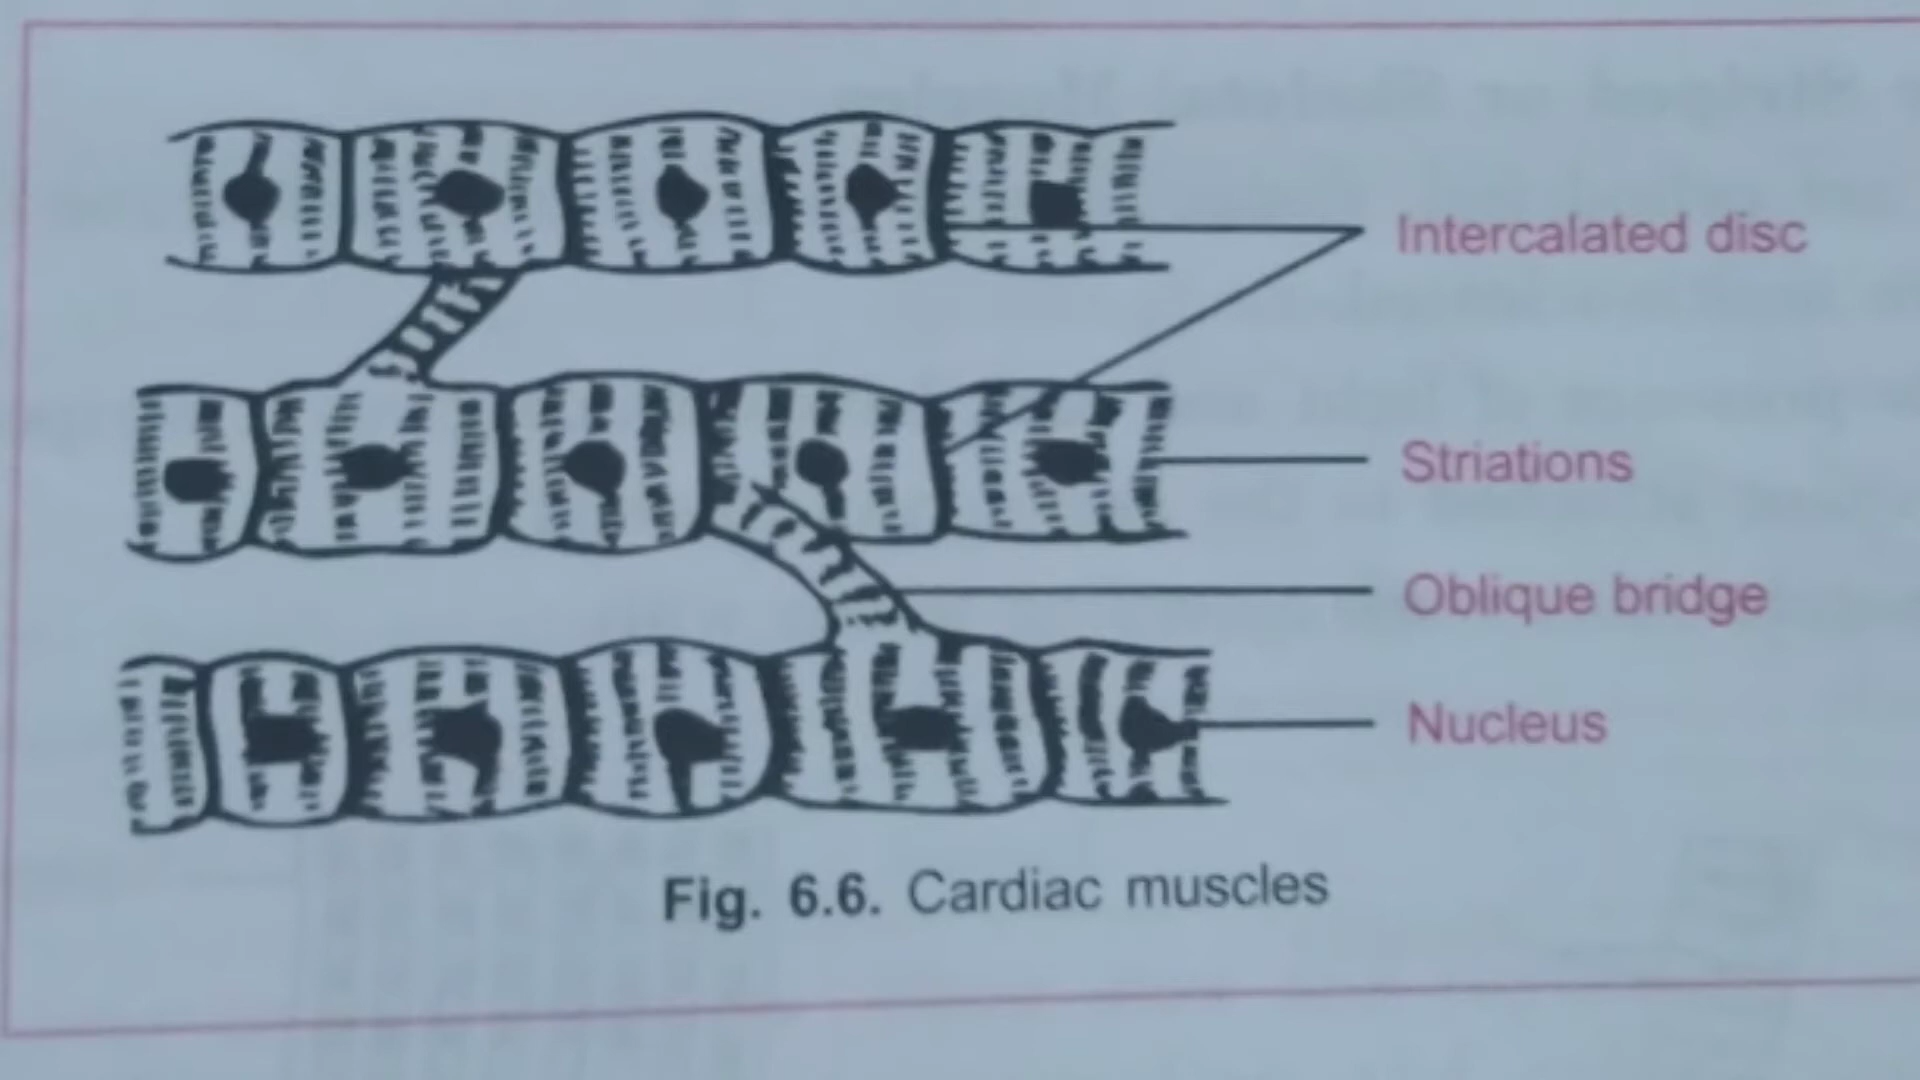 Intercalated disc
Striations
Oblique bridge
Nucleus
Fig. 6.6. Cardiac muscles